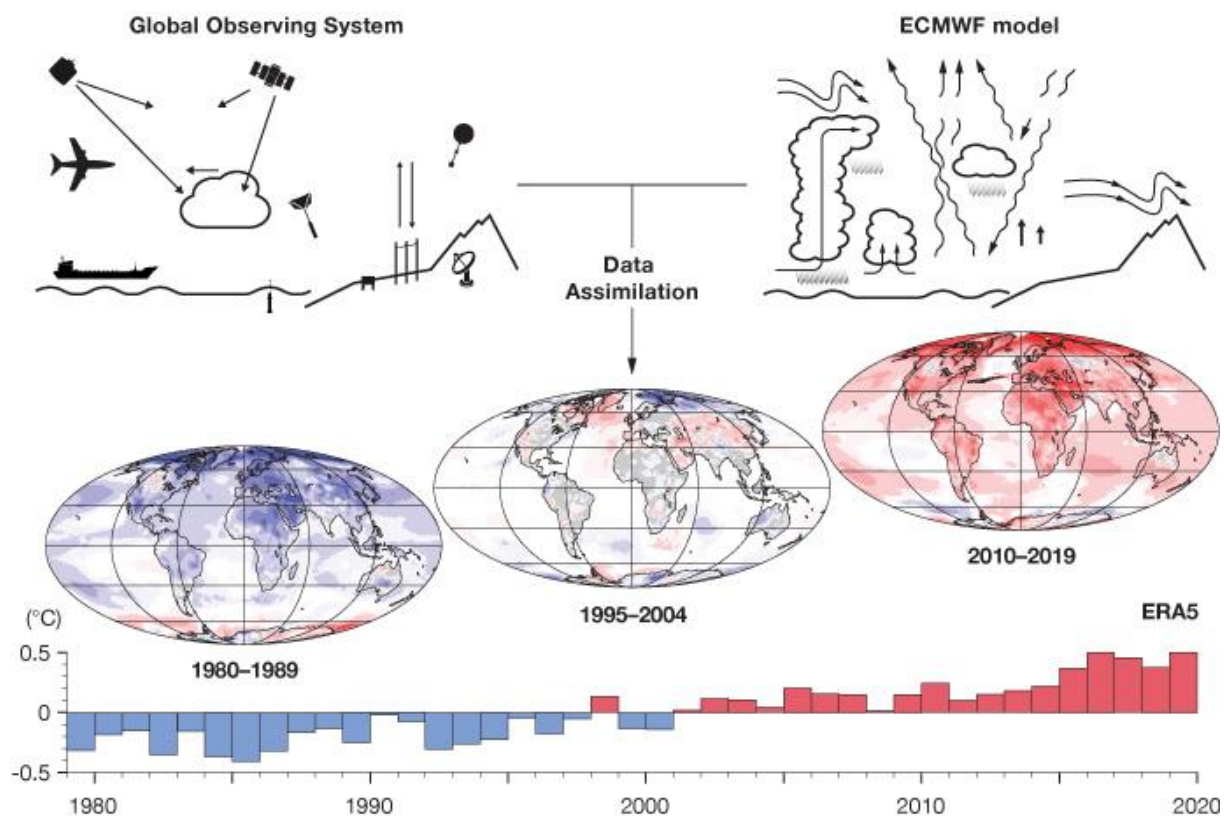 Global Observing System
ECMWF model
Data
Assimilation
2010–2019
1995–2004
1980–1989
ERA5
(°C)
0.5
0
-0.5
1980
1990
2000
2010
2020